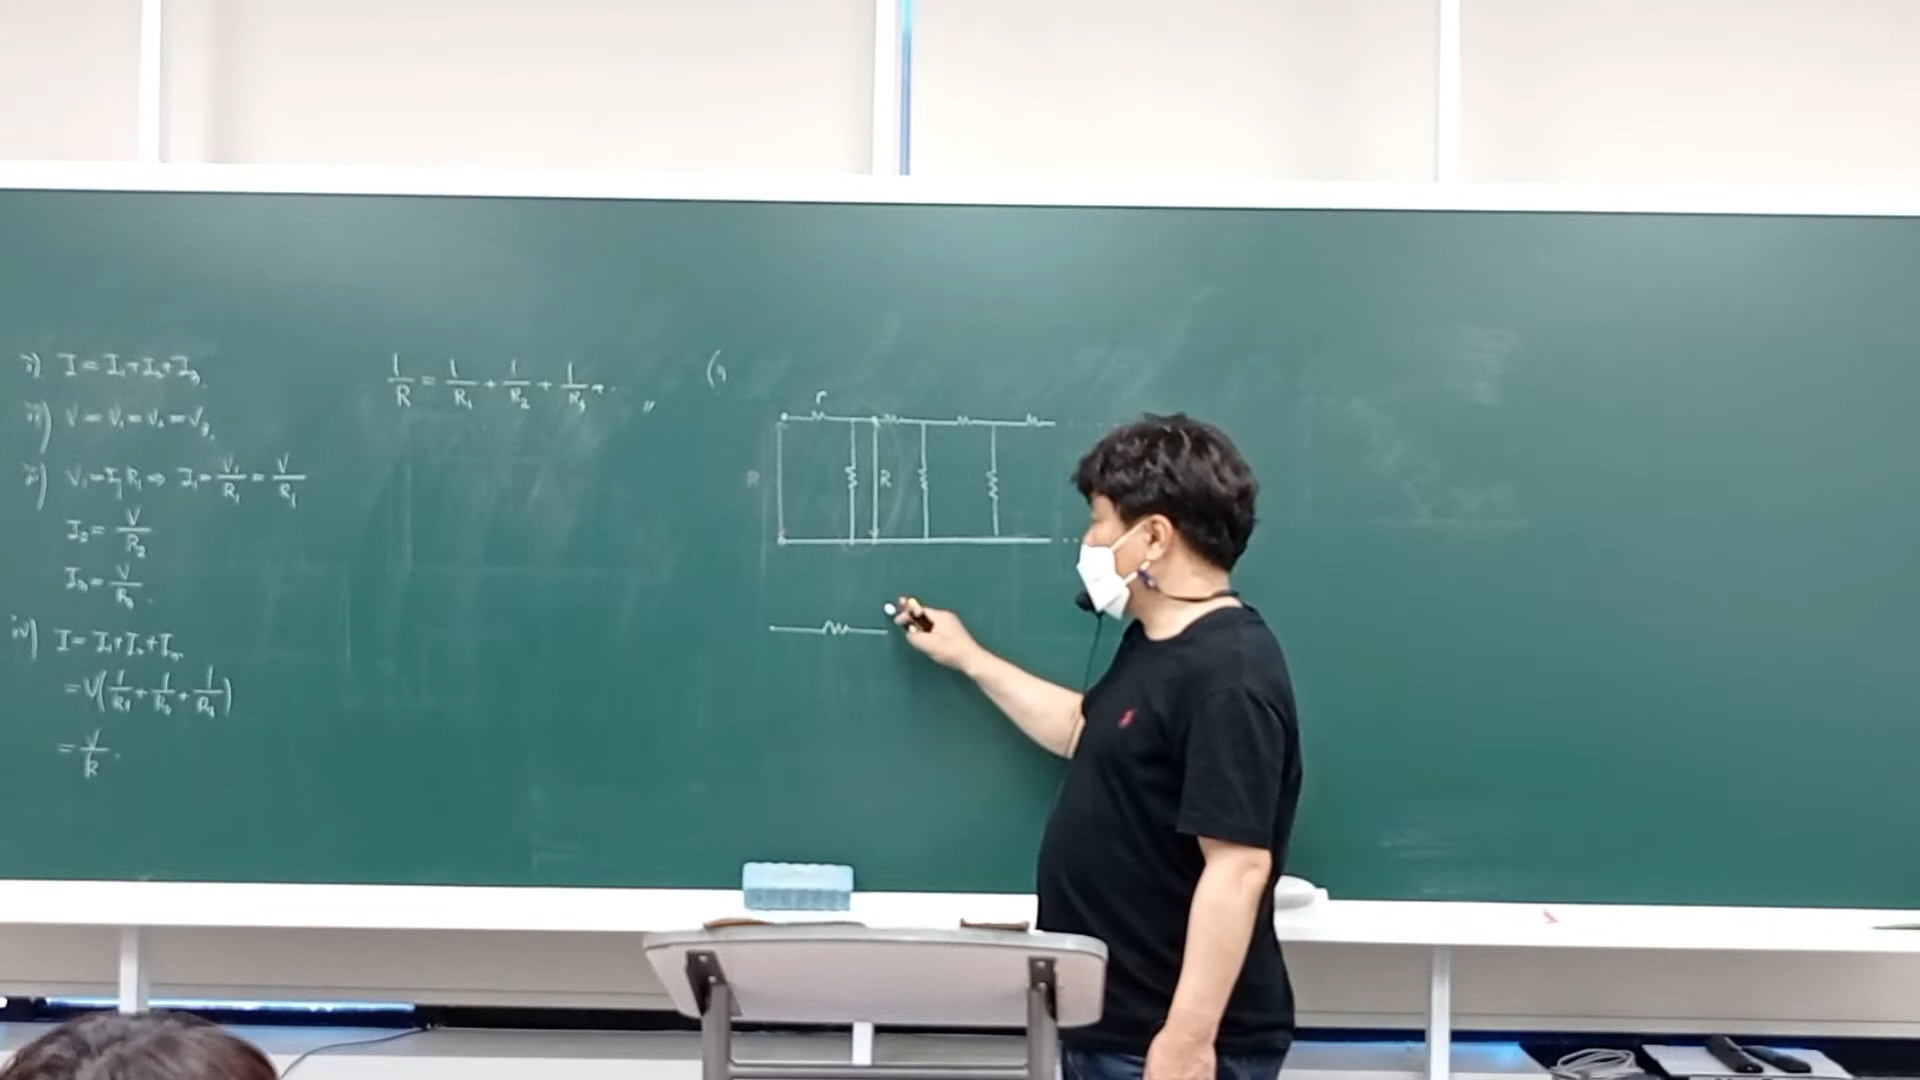 ⅰ) I = I₁ + I₂ + I₃.
ⅱ) V = V₁ = V₂ = V₃.
ⅲ) V₁ = I₁R₁ ⇒ I₁ = V₁/R₁ = V/R₁
I₂ = V/R₂
I₃ = V/R₃.
ⅳ) I = I₁ + I₂ + I₃
= V(1/R₁ + 1/R₂ + 1/R₃)
= V/R.
1/R = 1/R₁ + 1/R₂ + 1/R₃ + ⋯ 〃
r
R
R